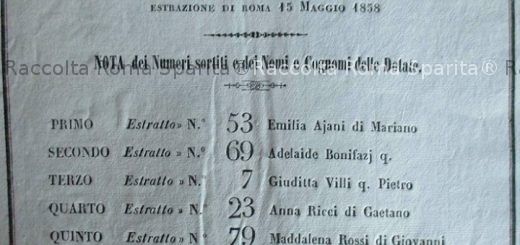 ESTRAZIONE DI ROMA 15 MAGGIO 1858
NOTA dei Numeri sortiti e dei Nomi e Cognomi delle Dotate.
Raccolta Roma Sparita® Raccolta Roma Sparita®
PRIMO Estratto» N.° 53 Emilia Ajani di Mariano
SECONDO Estratto» N.° 69 Adelaide Bonifazj q.
TERZO Estratto» N.° 7 Giuditta Villi q. Pietro
QUARTO Estratto» N.° 23 Anna Ricci di Gaetano
QUINTO Estratto» N.° 79 Maddalena Rossi di Giovanni